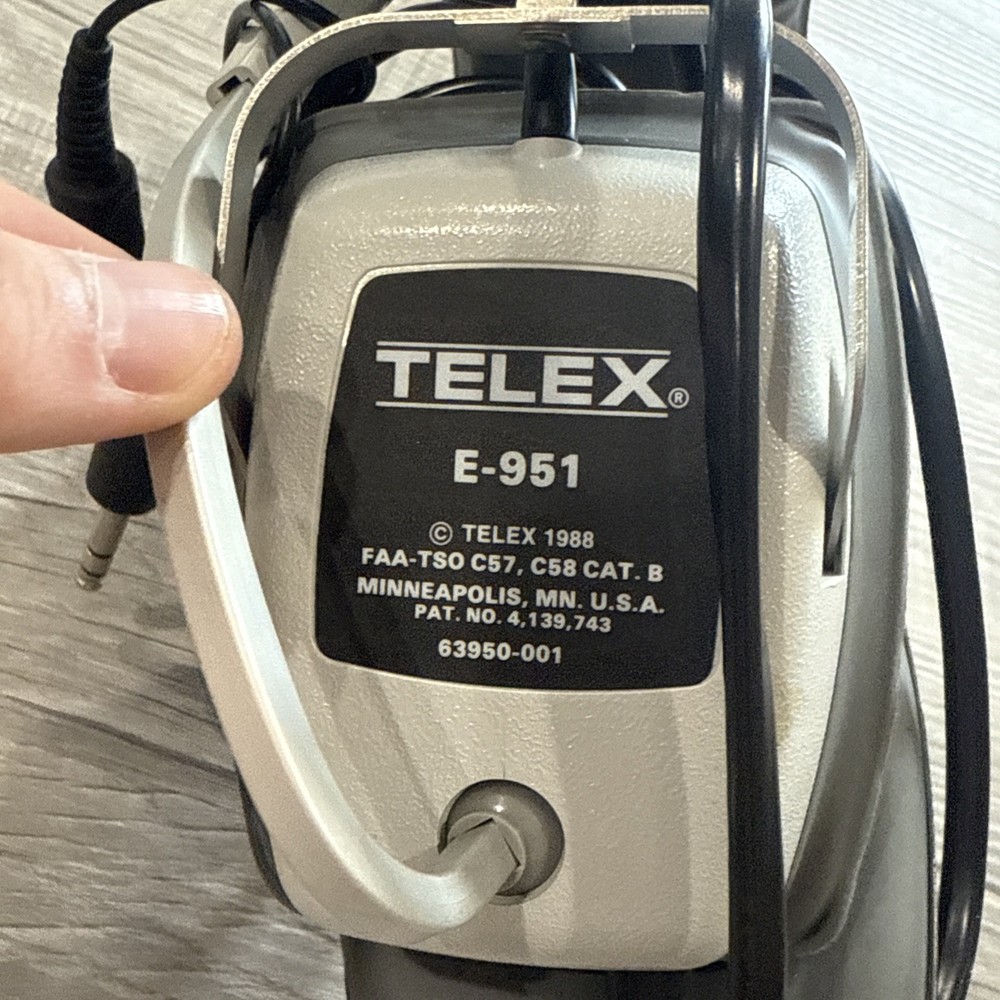 TELEX®
E-951
© TELEX 1988
FAA-TSO C57, C58 CAT. B
MINNEAPOLIS, MN. U.S.A.
PAT. NO. 4,139,743
63950-001